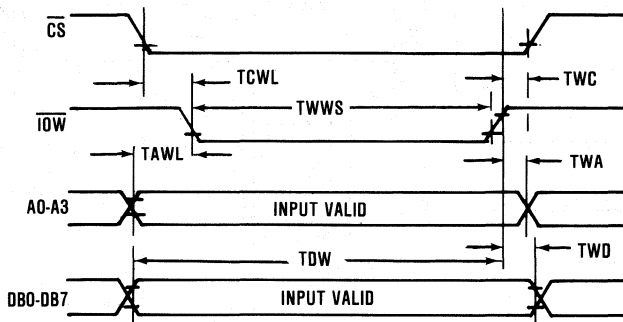 CS
TCWL
TWC
IOW
TWWS
TAWL
TWA
A0-A3
INPUT VALID
TDW
TWD
DB0-DB7
INPUT VALID